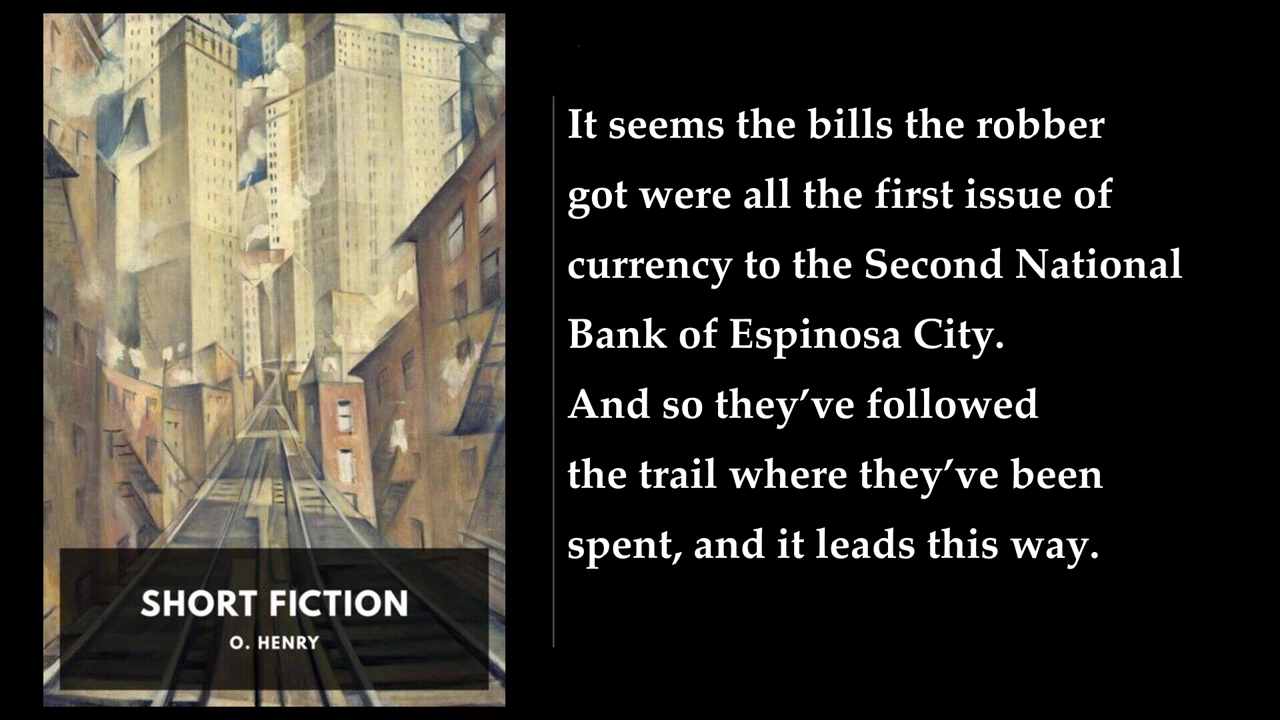 SHORT FICTION
O. HENRY
It seems the bills the robber
got were all the first issue of
currency to the Second National
Bank of Espinosa City.
And so they’ve followed
the trail where they’ve been
spent, and it leads this way.